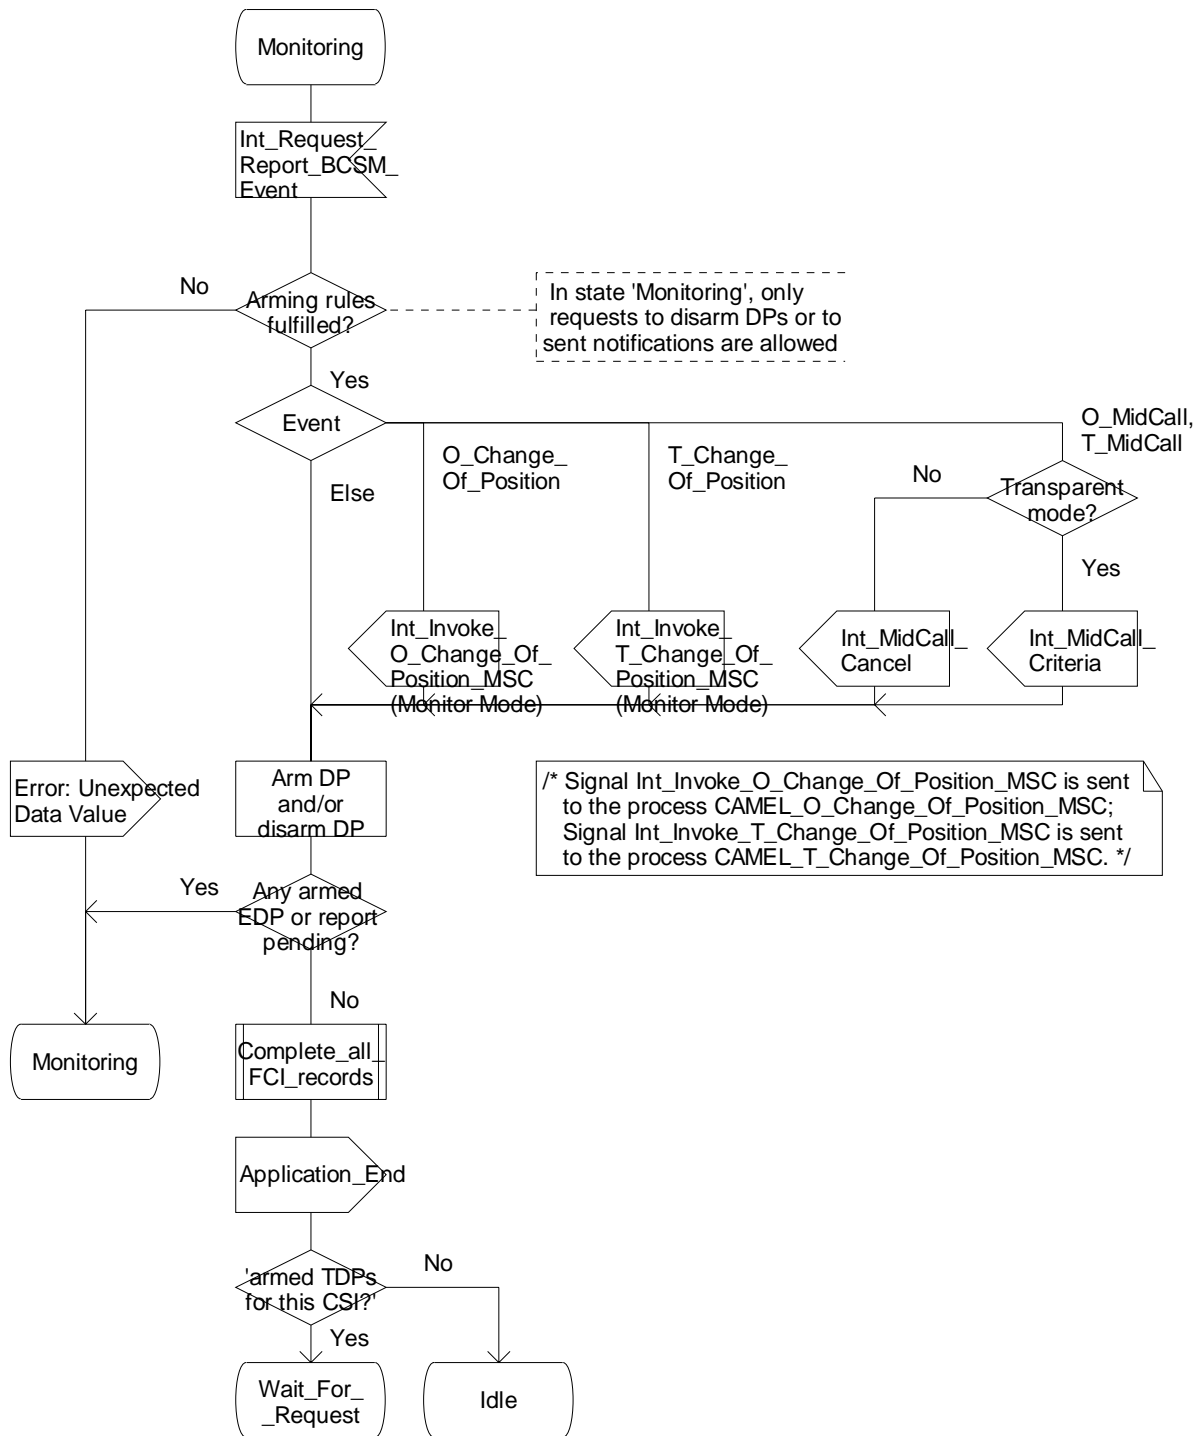 Monitoring
Int_Request_
Report_BCSM_
Event
No
Arming rules
fulfilled?
In state 'Monitoring', only
requests to disarm DPs or to
sent notifications are allowed
Yes
Event
O_MidCall,
T_MidCall
O_Change_
Of_Position
T_Change_
Of_Position
Else
No
Transparent
mode?
Yes
Int_Invoke_
O_Change_Of_
Position_MSC
(Monitor Mode)
Int_Invoke_
T_Change_Of_
Position_MSC
(Monitor Mode)
Int_MidCall_
Cancel
Int_MidCall_
Criteria
Error: Unexpected
Data Value
Arm DP
and/or
disarm DP
/* Signal Int_Invoke_O_Change_Of_Position_MSC is sent
to the process CAMEL_O_Change_Of_Position_MSC;
Signal Int_Invoke_T_Change_Of_Position_MSC is sent
to the process CAMEL_T_Change_Of_Position_MSC. */
Yes
Any armed
EDP or report
pending?
No
Monitoring
Complete_all_
FCI_records
Application_End
'armed TDPs
for this CSI?'
No
Yes
Wait_For_
_Request
Idle